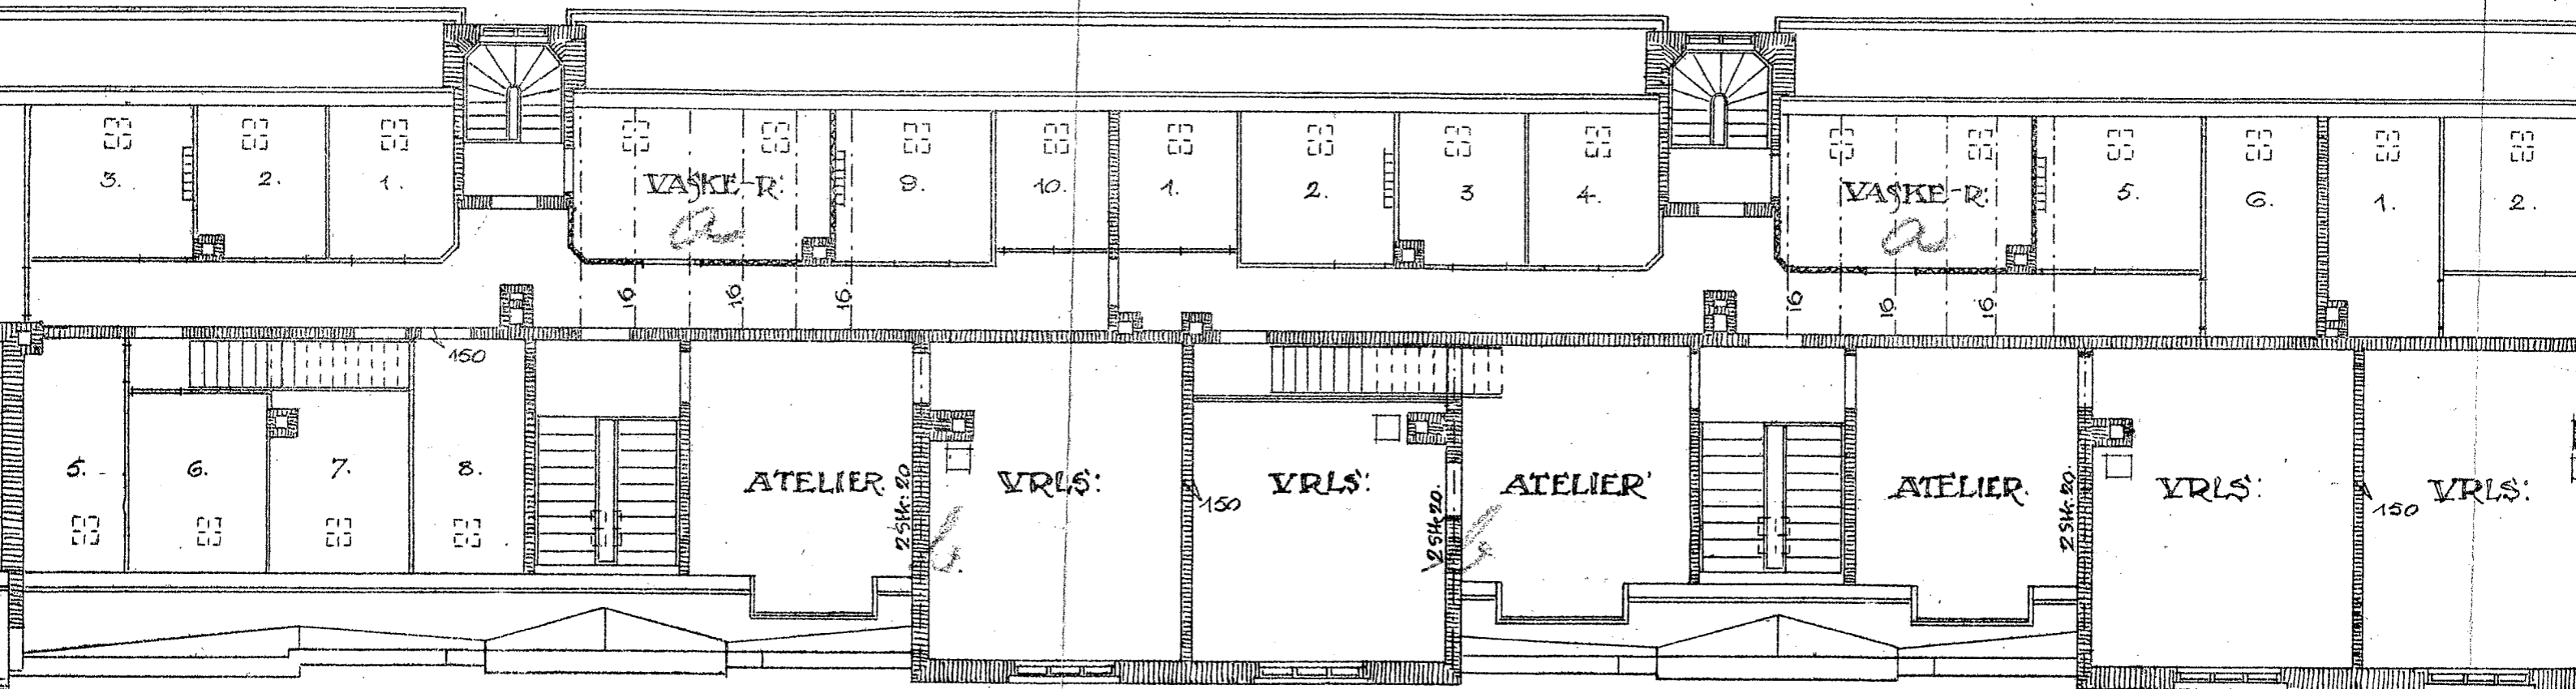 3. 2. 1. VASKE-R: 9. 10. 1. 2. 3 4. VASKE-R: 5. 6. 1. 2.
a a
16 16 16 16 16 16
150
5. 6. 7. 8. ATELIER. VRLS: VRLS: ATELIER' ATELIER. VRLS: VRLS:
2 Stk: 20 150 2 Stk 20. 2 Stk. 20. 150
b. b